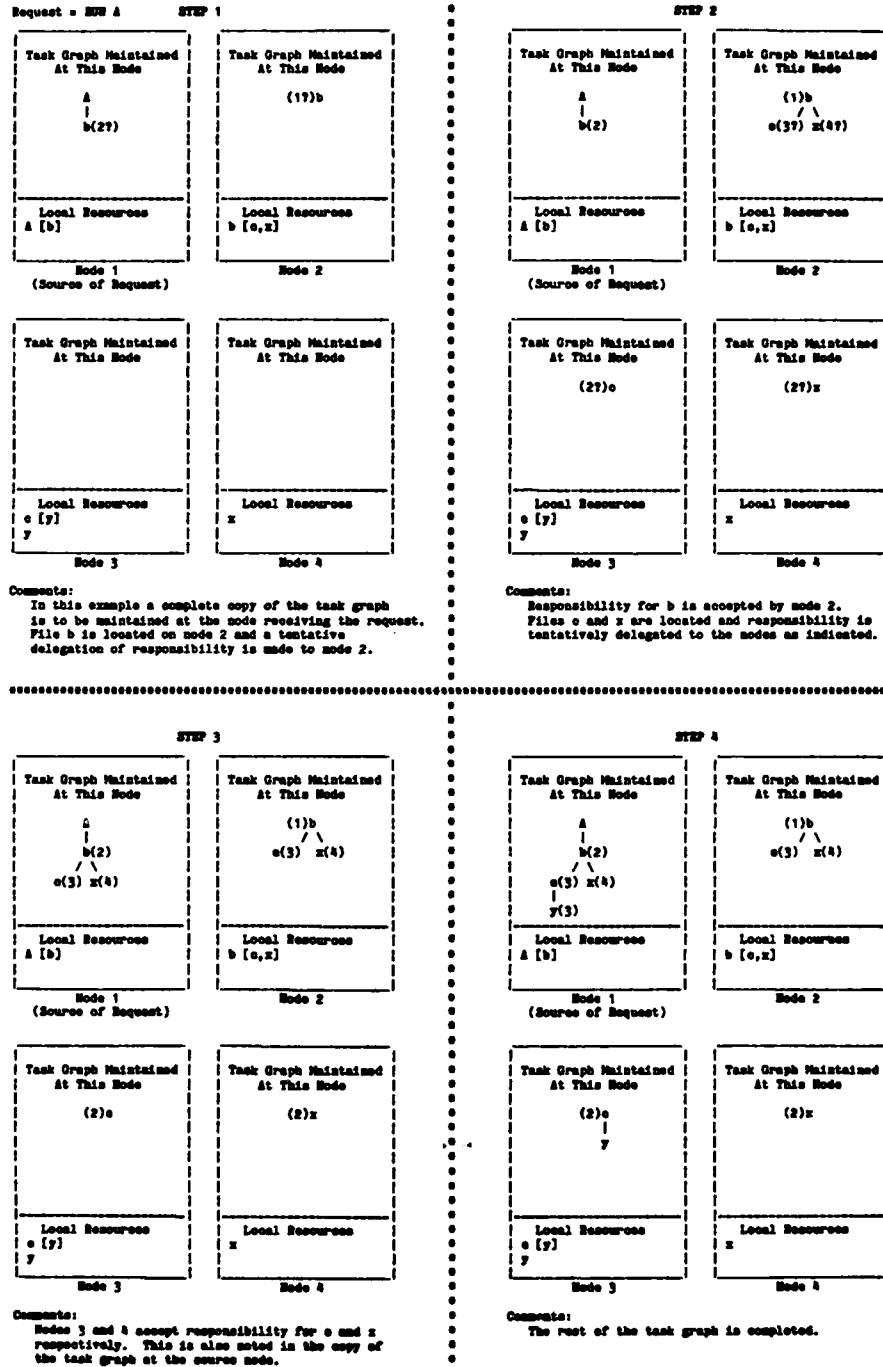 Request = RUN A STEP 1
Task Graph Maintained
At This Node
A
|
b(2?)
Local Resources
A [b]
Node 1
(Source of Request)
Task Graph Maintained
At This Node
(1?)b
Local Resources
b [c,x]
Node 2
Task Graph Maintained
At This Node
Local Resources
c [y]
y
Node 3
Task Graph Maintained
At This Node
Local Resources
x
Node 4
Comments:
In this example a complete copy of the task graph
is to be maintained at the node receiving the request.
File b is located on node 2 and a tentative
delegation of responsibility is made to node 2.
STEP 2
Task Graph Maintained
At This Node
A
|
b(2)
Local Resources
A [b]
Node 1
(Source of Request)
Task Graph Maintained
At This Node
(1)b
/ \
c(3?) x(4?)
Local Resources
b [c,x]
Node 2
Task Graph Maintained
At This Node
(2?)c
Local Resources
c [y]
y
Node 3
Task Graph Maintained
At This Node
(2?)x
Local Resources
x
Node 4
Comments:
Responsibility for b is accepted by node 2.
Files c and x are located and responsibility is
tentatively delegated to the nodes as indicated.
STEP 3
Task Graph Maintained
At This Node
A
|
b(2)
/ \
c(3) x(4)
Local Resources
A [b]
Node 1
(Source of Request)
Task Graph Maintained
At This Node
(1)b
/ \
c(3) x(4)
Local Resources
b [c,x]
Node 2
Task Graph Maintained
At This Node
(2)c
Local Resources
c [y]
y
Node 3
Task Graph Maintained
At This Node
(2)x
Local Resources
x
Node 4
Comments:
Nodes 3 and 4 accept responsibility for c and x
respectively. This is also noted in the copy of
the task graph at the source node.
STEP 4
Task Graph Maintained
At This Node
A
|
b(2)
/ \
c(3) x(4)
|
y(3)
Local Resources
A [b]
Node 1
(Source of Request)
Task Graph Maintained
At This Node
(1)b
/ \
c(3) x(4)
Local Resources
b [c,x]
Node 2
Task Graph Maintained
At This Node
(2)c
|
y
Local Resources
c [y]
y
Node 3
Task Graph Maintained
At This Node
(2)x
Local Resources
x
Node 4
Comments:
The rest of the task graph is completed.